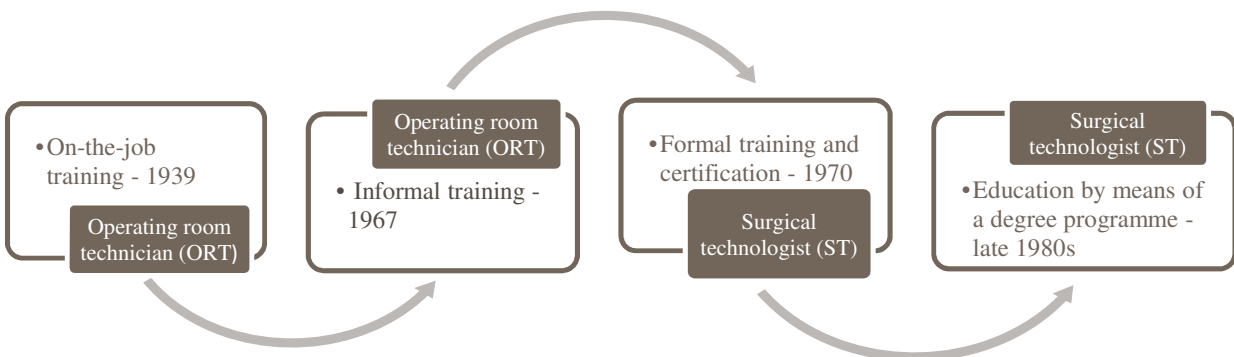 •On-the-job
training - 1939
Operating room
technician (ORT)
Operating room
technician (ORT)
•Informal training -
1967
•Formal training and
certification - 1970
Surgical
technologist (ST)
Surgical
technologist (ST)
•Education by means of
a degree programme -
late 1980s